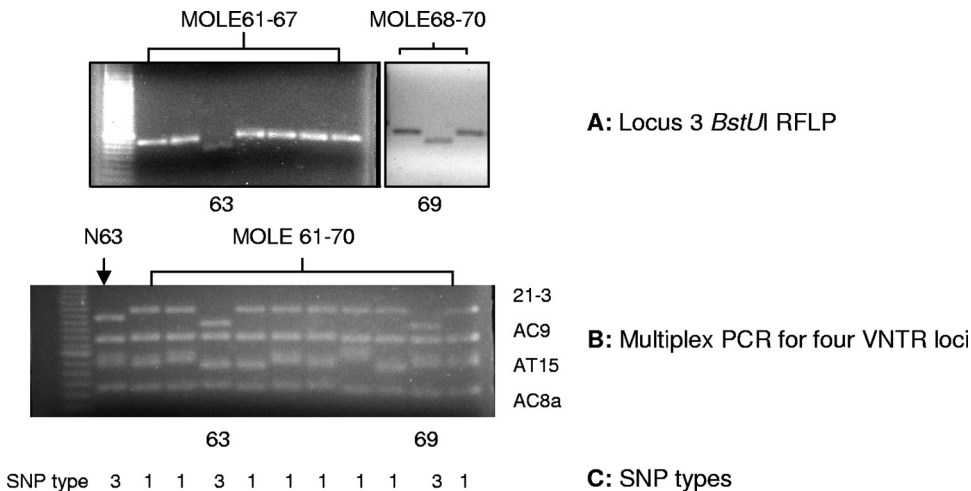 MOLE61-67 MOLE68-70
A: Locus 3 BstUI RFLP
63 69
N63 MOLE 61-70
21-3
AC9
B: Multiplex PCR for four VNTR loci
AT15
AC8a
63 69
SNP type 3 1 1 3 1 1 1 1 1 3 1 C: SNP types